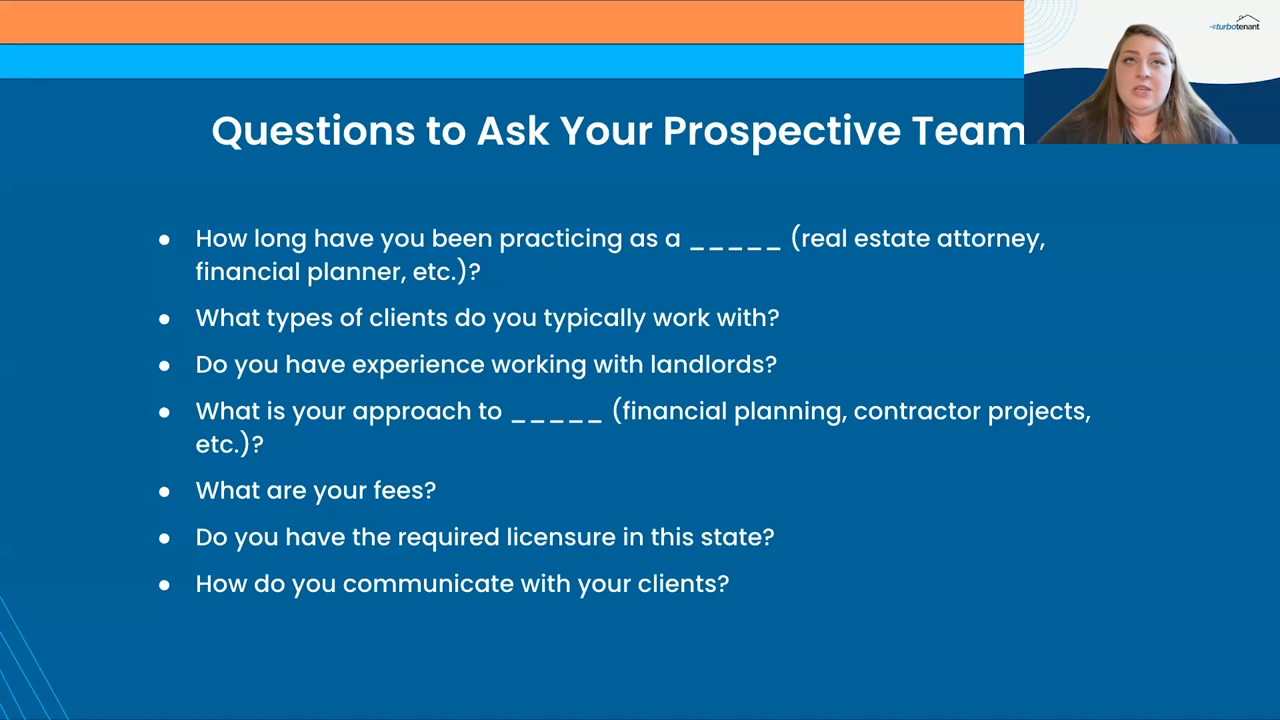 turbotenant
Questions to Ask Your Prospective Team
● How long have you been practicing as a _____ (real estate attorney,
financial planner, etc.)?
● What types of clients do you typically work with?
● Do you have experience working with landlords?
● What is your approach to _____ (financial planning, contractor projects,
etc.)?
● What are your fees?
● Do you have the required licensure in this state?
● How do you communicate with your clients?